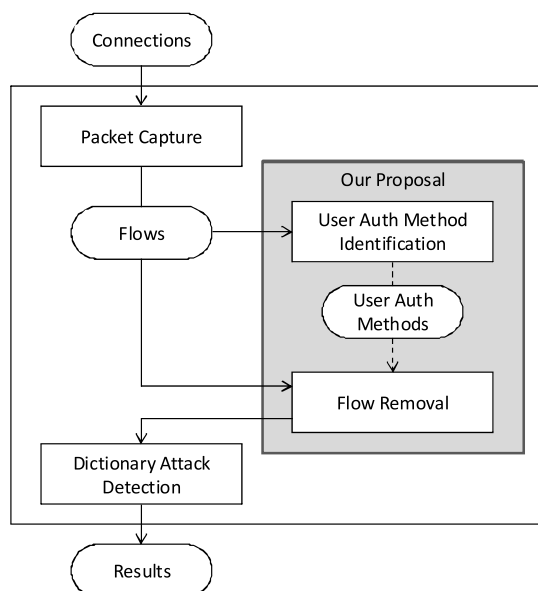 Connections
Packet Capture
Our Proposal
Flows
User Auth Method
Identification
User Auth
Methods
Flow Removal
Dictionary Attack
Detection
Results